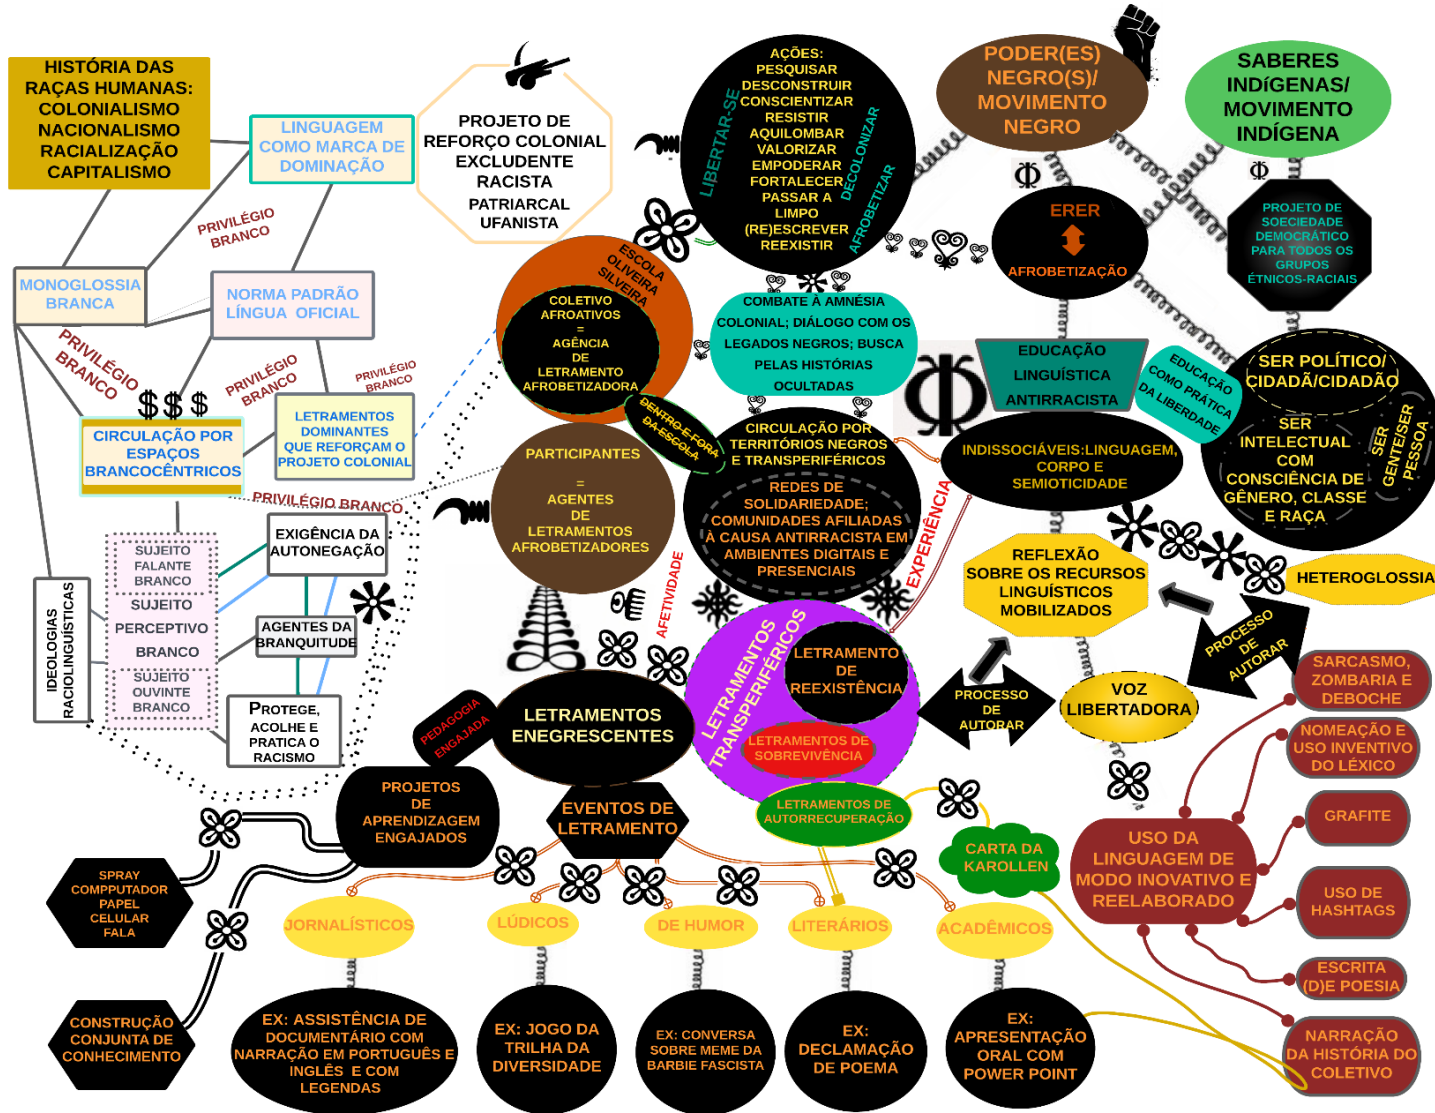 HISTÓRIA DAS
RAÇAS HUMANAS:
COLONIALISMO
NACIONALISMO
RACIALIZAÇÃO
CAPITALISMO
LINGUAGEM
COMO MARCA DE
DOMINAÇÃO
PROJETO DE
REFORÇO COLONIAL
EXCLUDENTE
RACISTA
PATRIARCAL
UFANISTA
AÇÕES:
PESQUISAR
DESCONSTRUIR
CONSCIENTIZAR
RESISTIR
AQUILOMBAR
VALORIZAR
EMPODERAR
FORTALECER
PASSAR A
LIMPO
(RE)ESCREVER
REEXISTIR
LIBERTAR-SE
DECOLONIZAR
AFROBETIZAR
PODER(ES)
NEGRO(S)/
MOVIMENTO
NEGRO
SABERES
INDíGENAS/
MOVIMENTO
INDÍGENA
PRIVILÉGIO
BRANCO
MONOGLOSSIA
BRANCA
NORMA PADRÃO
LÍNGUA OFICIAL
ESCOLA
OLIVEIRA
SILVEIRA
COLETIVO
AFROATIVOS
=
AGÊNCIA
DE
LETRAMENTO
AFROBETIZADORA
ERER
AFROBETIZAÇÃO
PROJETO DE
SOECIEDADE
DEMOCRÁTICO
PARA TODOS OS
GRUPOS
ÉTNICOS-RACIAIS
COMBATE À AMNÉSIA
COLONIAL; DIÁLOGO COM OS
LEGADOS NEGROS; BUSCA
PELAS HISTÓRIAS
OCULTADAS
EDUCAÇÃO
LINGUÍSTICA
ANTIRRACISTA
EDUCAÇÃO
COMO PRÁTICA
DA LIBERDADE
SER POLÍTICO/
CIDADÃ/CIDADÃO
SER
INTELECTUAL
COM
CONSCIÊNCIA DE
GÊNERO, CLASSE
E RAÇA
SER
GENTE/SER
PESSOA
PRIVILÉGIO
BRANCO
PRIVILÉGIO
BRANCO
PRIVILÉGIO
BRANCO
$ $ $
CIRCULAÇÃO POR
ESPAÇOS
BRANCOCÊNTRICOS
LETRAMENTOS
DOMINANTES
QUE REFORÇAM O
PROJETO COLONIAL
DENTRO E FORA
DA ESCOLA
PARTICIPANTES
=
AGENTES
DE
LETRAMENTOS
AFROBETIZADORES
CIRCULAÇÃO POR
TERRITÓRIOS NEGROS
E TRANSPERIFÉRICOS
REDES DE
SOLIDARIEDADE;
COMUNIDADES AFILIADAS
À CAUSA ANTIRRACISTA EM
AMBIENTES DIGITAIS E
PRESENCIAIS
INDISSOCIÁVEIS:LINGUAGEM,
CORPO E
SEMIOTICIDADE
EXPERIÊNCIA
PRIVILÉGIO BRANCO
SUJEITO
FALANTE
BRANCO
SUJEITO
PERCEPTIVO
BRANCO
SUJEITO
OUVINTE
BRANCO
EXIGÊNCIA DA
AUTONEGAÇÃO
AGENTES DA
BRANQUITUDE
PROTEGE,
ACOLHE E
PRATICA O
RACISMO
IDEOLOGIAS
RACIOLINGUÍSTICAS
AFETIVIDADE
REFLEXÃO
SOBRE OS RECURSOS
LINGUÍSTICOS
MOBILIZADOS
HETEROGLOSSIA
PROCESSO
DE
AUTORAR
LETRAMENTOS
TRANSPERIFÉRICOS
LETRAMENTO
DE
REEXISTÊNCIA
LETRAMENTOS DE
SOBREVIVÊNCIA
PROCESSO
DE
AUTORAR
VOZ
LIBERTADORA
PEDAGOGIA
ENGAJADA
LETRAMENTOS
ENEGRESCENTES
PROJETOS
DE
APRENDIZAGEM
ENGAJADOS
EVENTOS DE
LETRAMENTO
LETRAMENTOS DE
AUTORRECUPERAÇÃO
CARTA DA
KAROLLEN
USO DA
LINGUAGEM DE
MODO INOVATIVO E
REELABORADO
SARCASMO,
ZOMBARIA E
DEBOCHE
NOMEAÇÃO E
USO INVENTIVO
DO LÉXICO
GRAFITE
USO DE
HASHTAGS
ESCRITA
(D)E POESIA
NARRAÇÃO
DA HISTÓRIA DO
COLETIVO
SPRAY
COMPPUTADOR
PAPEL
CELULAR
FALA
CONSTRUÇÃO
CONJUNTA DE
CONHECIMENTO
JORNALÍSTICOS
LÚDICOS
DE HUMOR
LITERÁRIOS
ACADÊMICOS
EX: ASSISTÊNCIA DE
DOCUMENTÁRIO COM
NARRAÇÃO EM PORTUGUÊS E
INGLÊS E COM
LEGENDAS
EX: JOGO DA
TRILHA DA
DIVERSIDADE
EX: CONVERSA
SOBRE MEME DA
BARBIE FASCISTA
EX:
DECLAMAÇÃO
DE POEMA
EX:
APRESENTAÇÃO
ORAL COM
POWER POINT